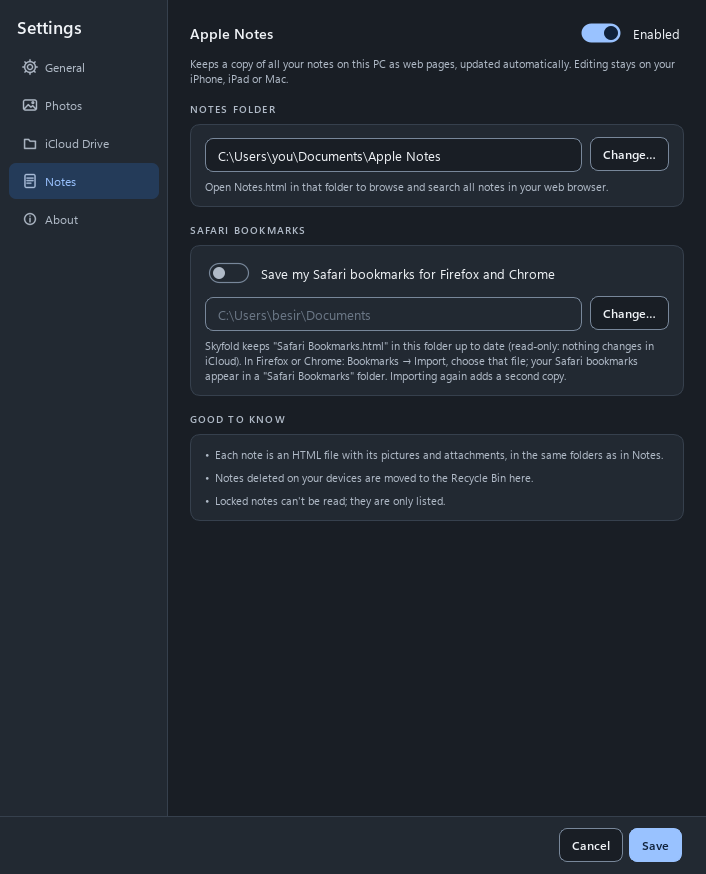 Settings
General
Photos
iCloud Drive
Notes
About
Apple Notes
Enabled
Keeps a copy of all your notes on this PC as web pages, updated automatically. Editing stays on your
iPhone, iPad or Mac.
NOTES FOLDER
C:\Users\you\Documents\Apple Notes
Change...
Open Notes.html in that folder to browse and search all notes in your web browser.
SAFARI BOOKMARKS
Save my Safari bookmarks for Firefox and Chrome
C:\Users\besir\Documents
Change...
Skyfold keeps "Safari Bookmarks.html" in this folder up to date (read-only: nothing changes in
iCloud). In Firefox or Chrome: Bookmarks → Import, choose that file; your Safari bookmarks
appear in a "Safari Bookmarks" folder. Importing again adds a second copy.
GOOD TO KNOW
• Each note is an HTML file with its pictures and attachments, in the same folders as in Notes.
• Notes deleted on your devices are moved to the Recycle Bin here.
• Locked notes can't be read; they are only listed.
Cancel
Save